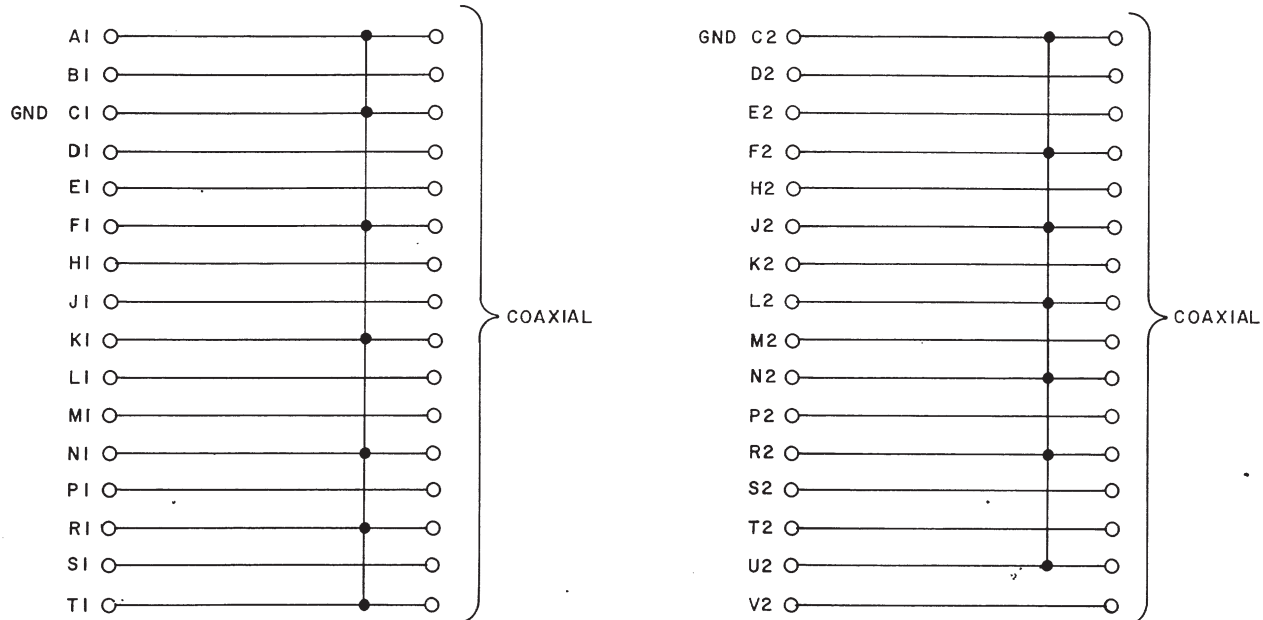 A1
B1
GND C1
D1
E1
F1
H1
J1
K1
L1
M1
N1
P1
R1
S1
T1
COAXIAL
GND C2
D2
E2
F2
H2
J2
K2
L2
M2
N2
P2
R2
S2
T2
U2
V2
COAXIAL